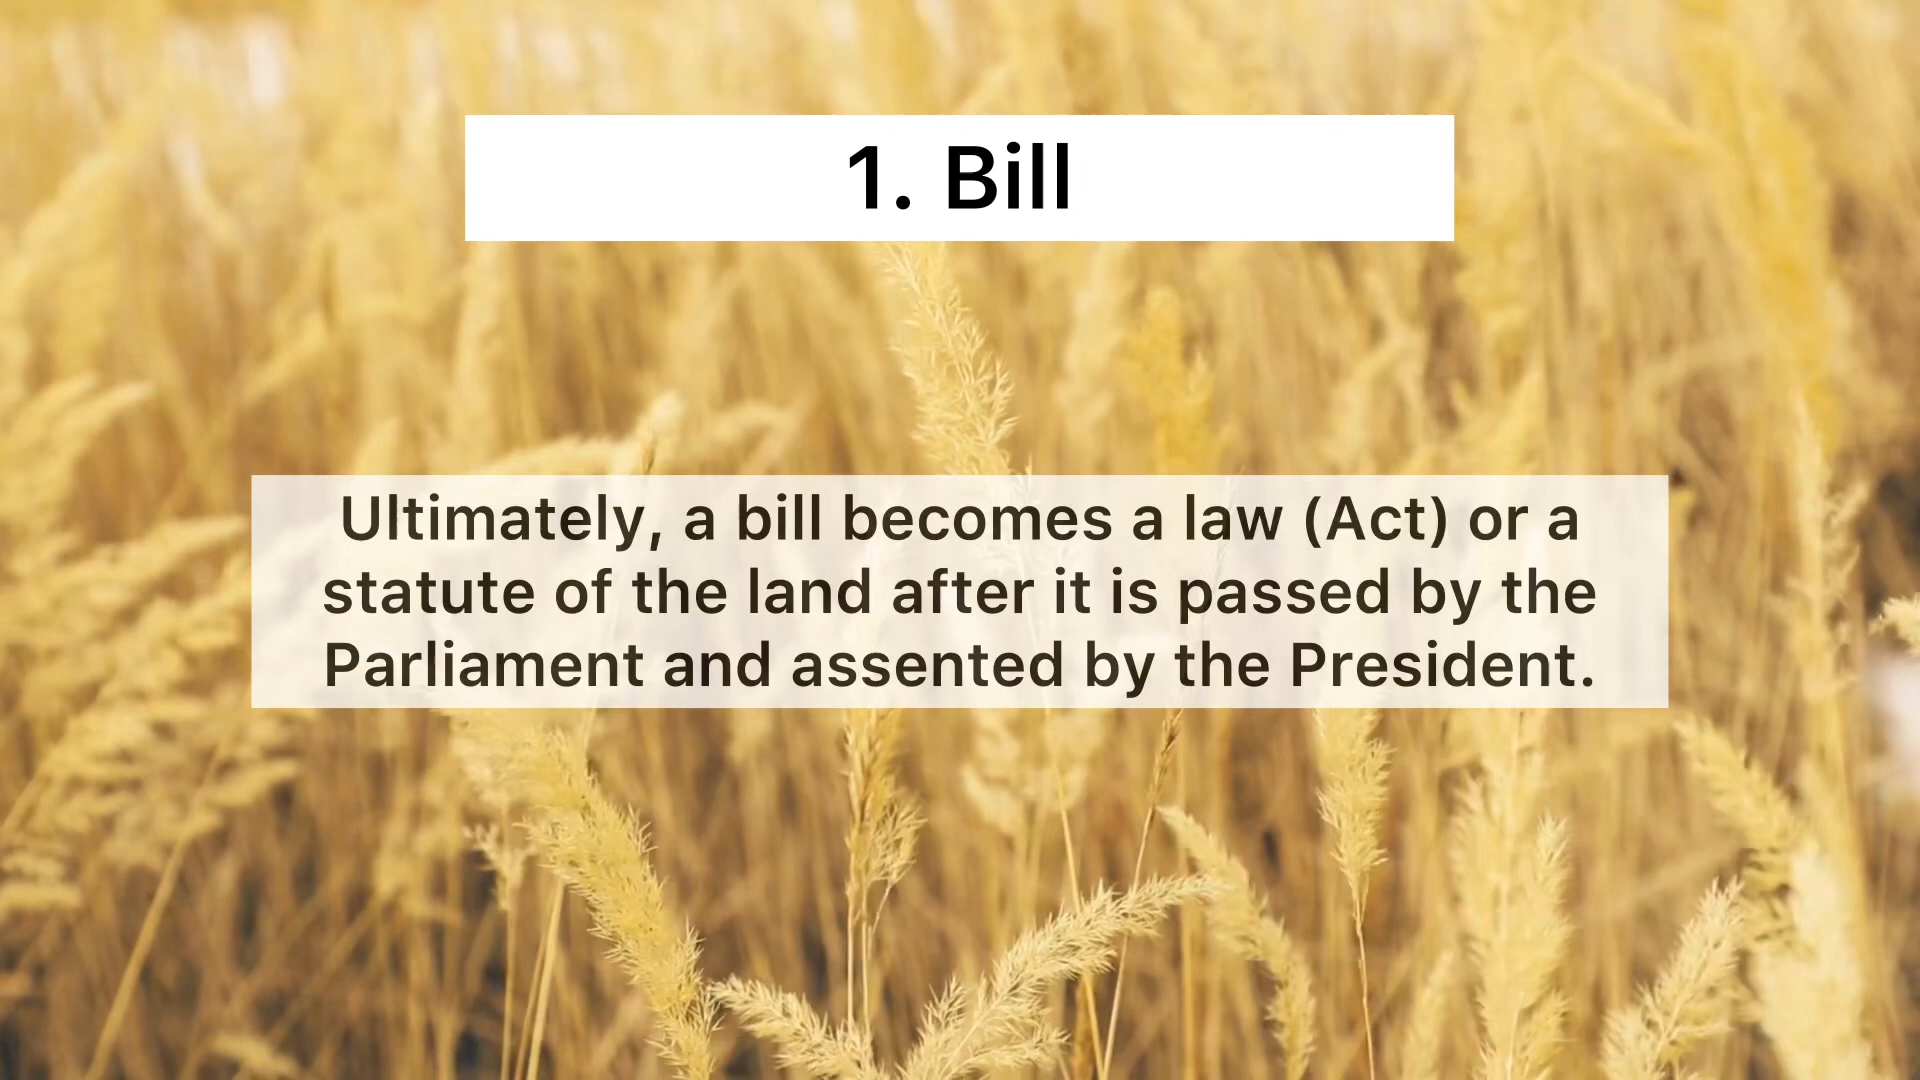 1. Bill
Ultimately, a bill becomes a law (Act) or a
statute of the land after it is passed by the
Parliament and assented by the President.